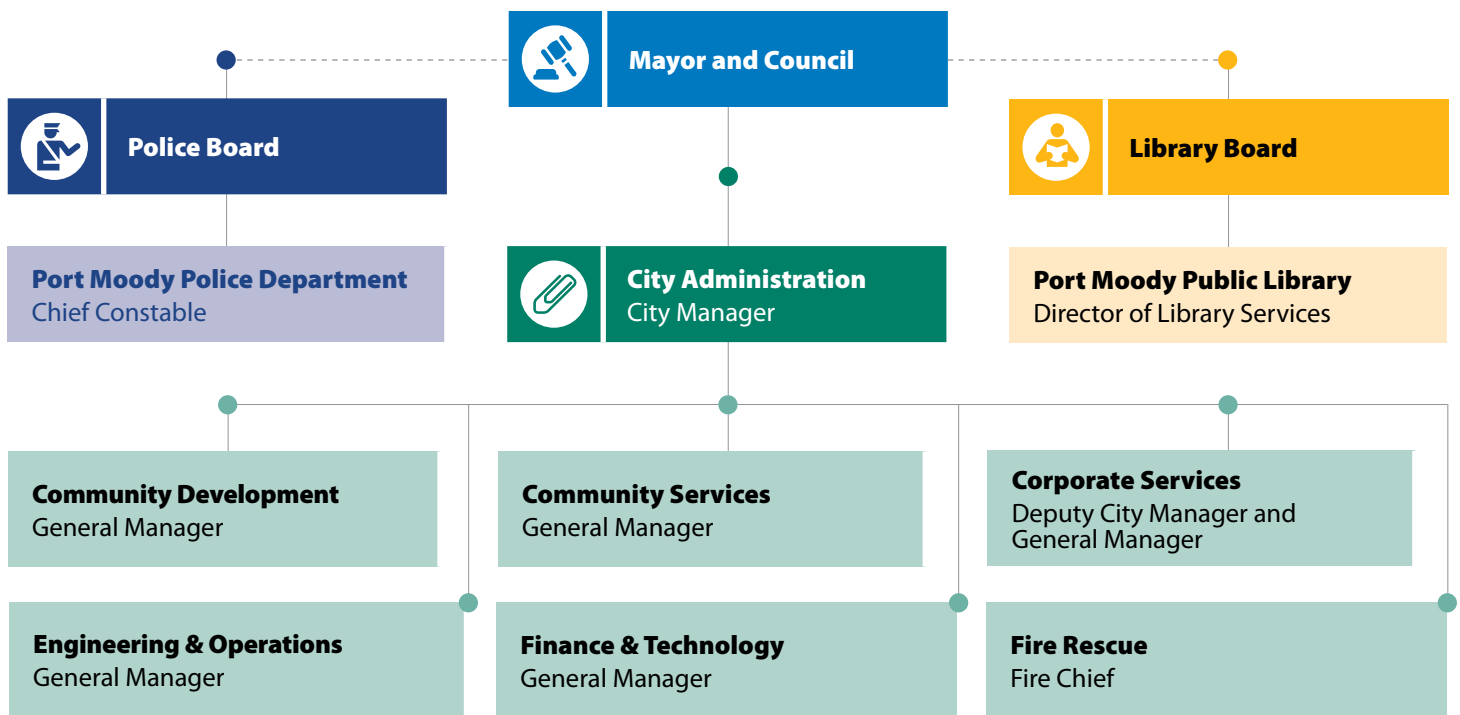 Mayor and Council
Police Board
Library Board
Port Moody Police Department
Chief Constable
City Administration
City Manager
Port Moody Public Library
Director of Library Services
Community Development
General Manager
Community Services
General Manager
Corporate Services
Deputy City Manager and
General Manager
Engineering & Operations
General Manager
Finance & Technology
General Manager
Fire Rescue
Fire Chief